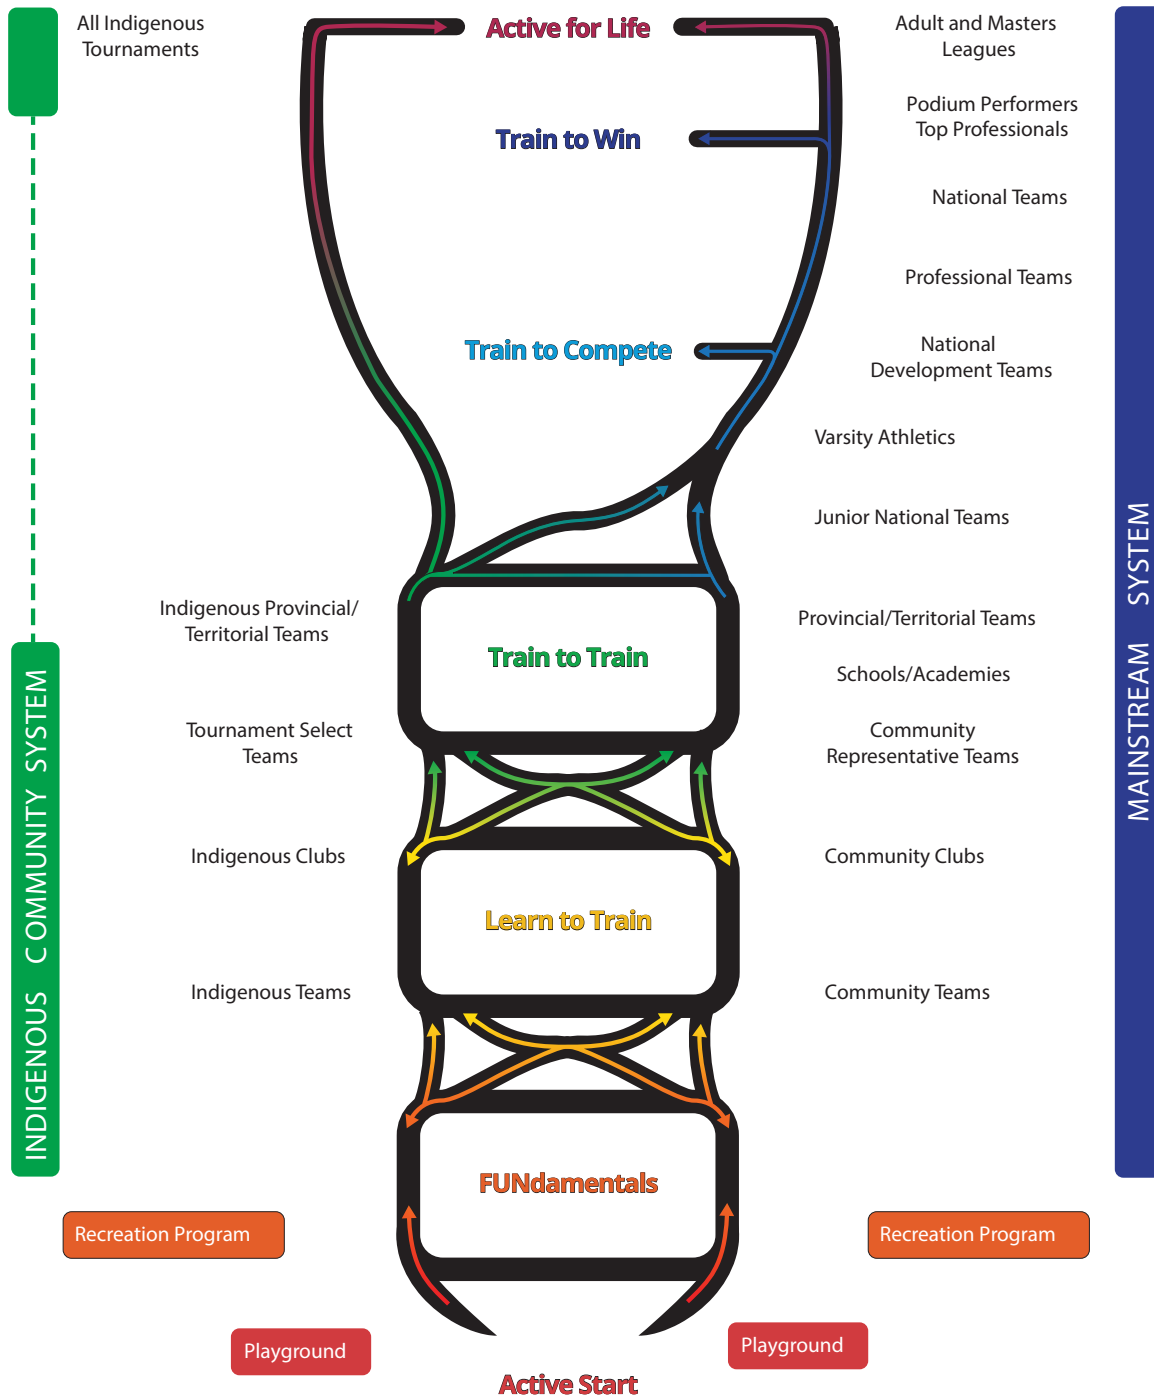 All Indigenous
Tournaments
Active for Life
Adult and Masters
Leagues
Podium Performers
Top Professionals
Train to Win
National Teams
Professional Teams
National
Development Teams
Train to Compete
Varsity Athletics
Junior National Teams
Indigenous Provincial/
Territorial Teams
Provincial/Territorial Teams
Train to Train
Schools/Academies
Tournament Select
Teams
Community
Representative Teams
Indigenous Clubs
Community Clubs
Learn to Train
Indigenous Teams
Community Teams
FUNdamentals
Recreation Program
Recreation Program
Playground
Playground
Active Start
INDIGENOUS COMMUNITY SYSTEM
MAINSTREAM SYSTEM